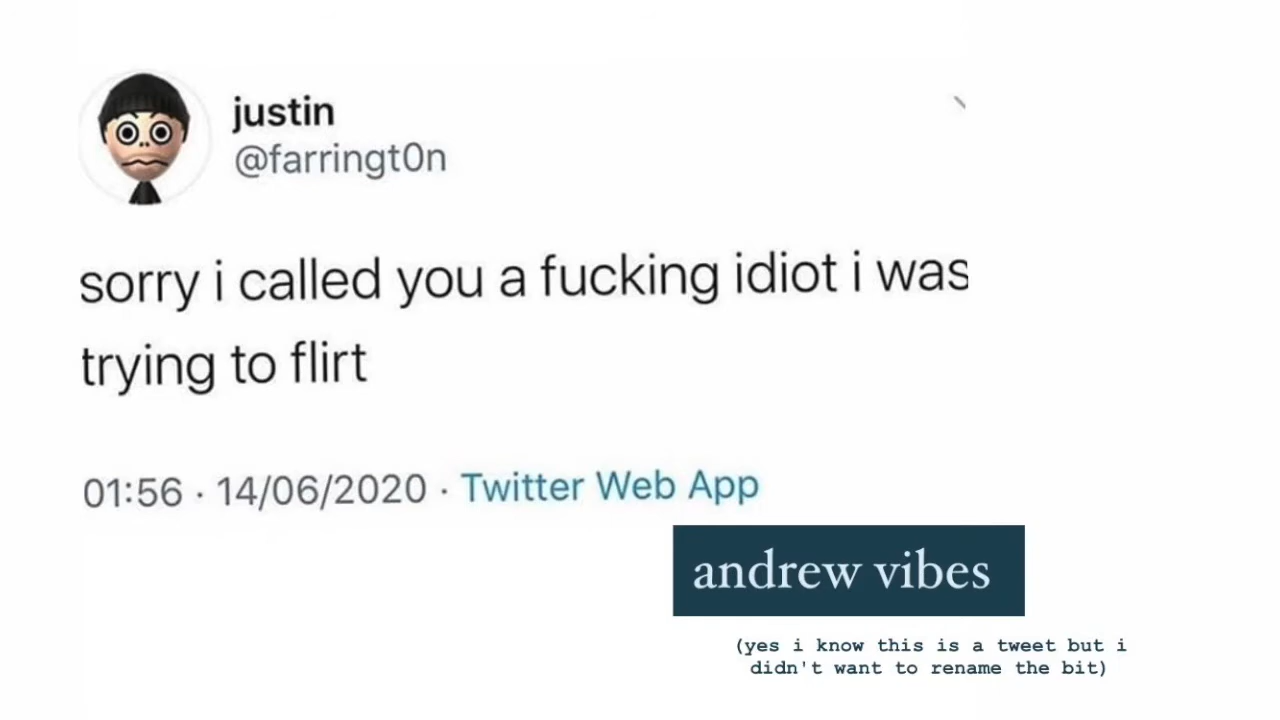 justin
@farringt0n
sorry i called you a fucking idiot i was
trying to flirt
01:56 · 14/06/2020 · Twitter Web App
andrew vibes
(yes i know this is a tweet but i
didn't want to rename the bit)